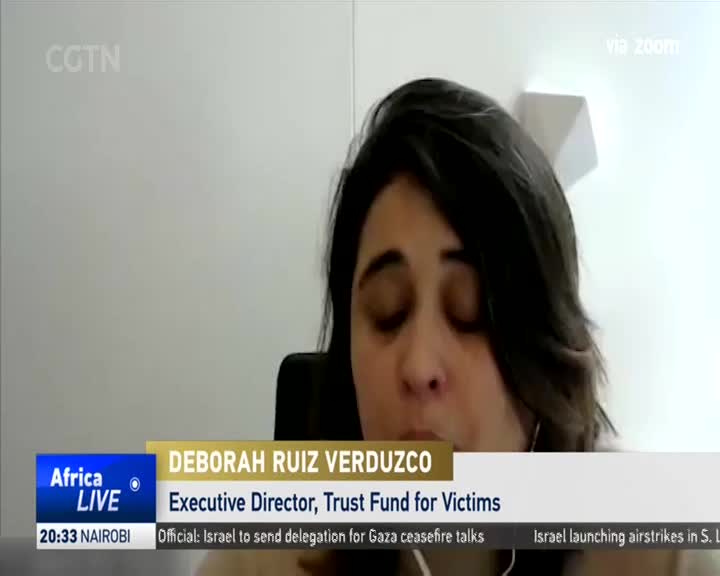 CGTN
via zoom
DEBORAH RUIZ VERDUZCO
Africa
LIVE
Executive Director, Trust Fund for Victims
20:33 NAIROBI
Official: Israel to send delegation for Gaza ceasefire talks
Israel launching airstrikes in S. L